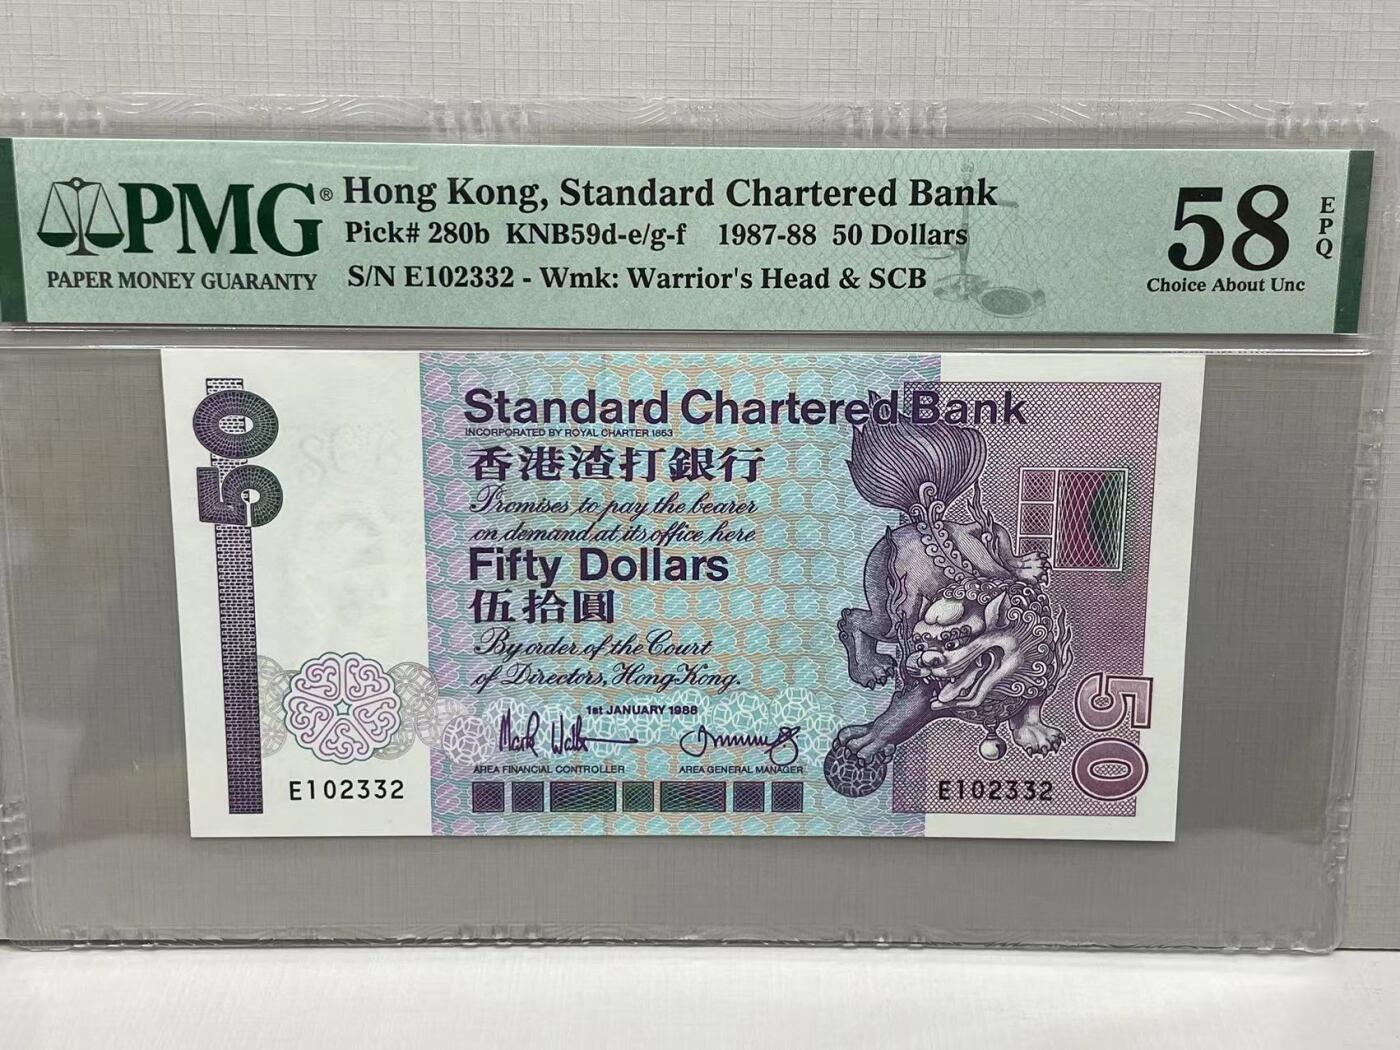 PMG®
PAPER MONEY GUARANTY
Hong Kong, Standard Chartered Bank
Pick# 280b KNB59d-e/g-f 1987-88 50 Dollars
S/N E102332 - Wmk: Warrior's Head & SCB
58
EPQ
Choice About Unc
50
Standard Chartered Bank
INCORPORATED BY ROYAL CHARTER 1853
香港渣打銀行
Promises to pay the bearer
on demand at its office here
Fifty Dollars
伍拾圓
By order of the Court
of Directors, Hong Kong.
1st JANUARY 1988
AREA FINANCIAL CONTROLLER AREA GENERAL MANAGER
E102332 E102332
50